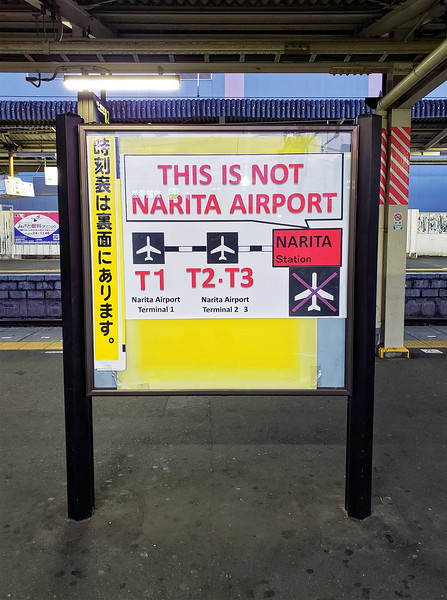 時刻表は裏面にあります。
THIS IS NOT
NARITA AIRPORT
NARITA
Station
T1
T2・T3
Narita Airport
Terminal 1
Narita Airport
Terminal 2 3